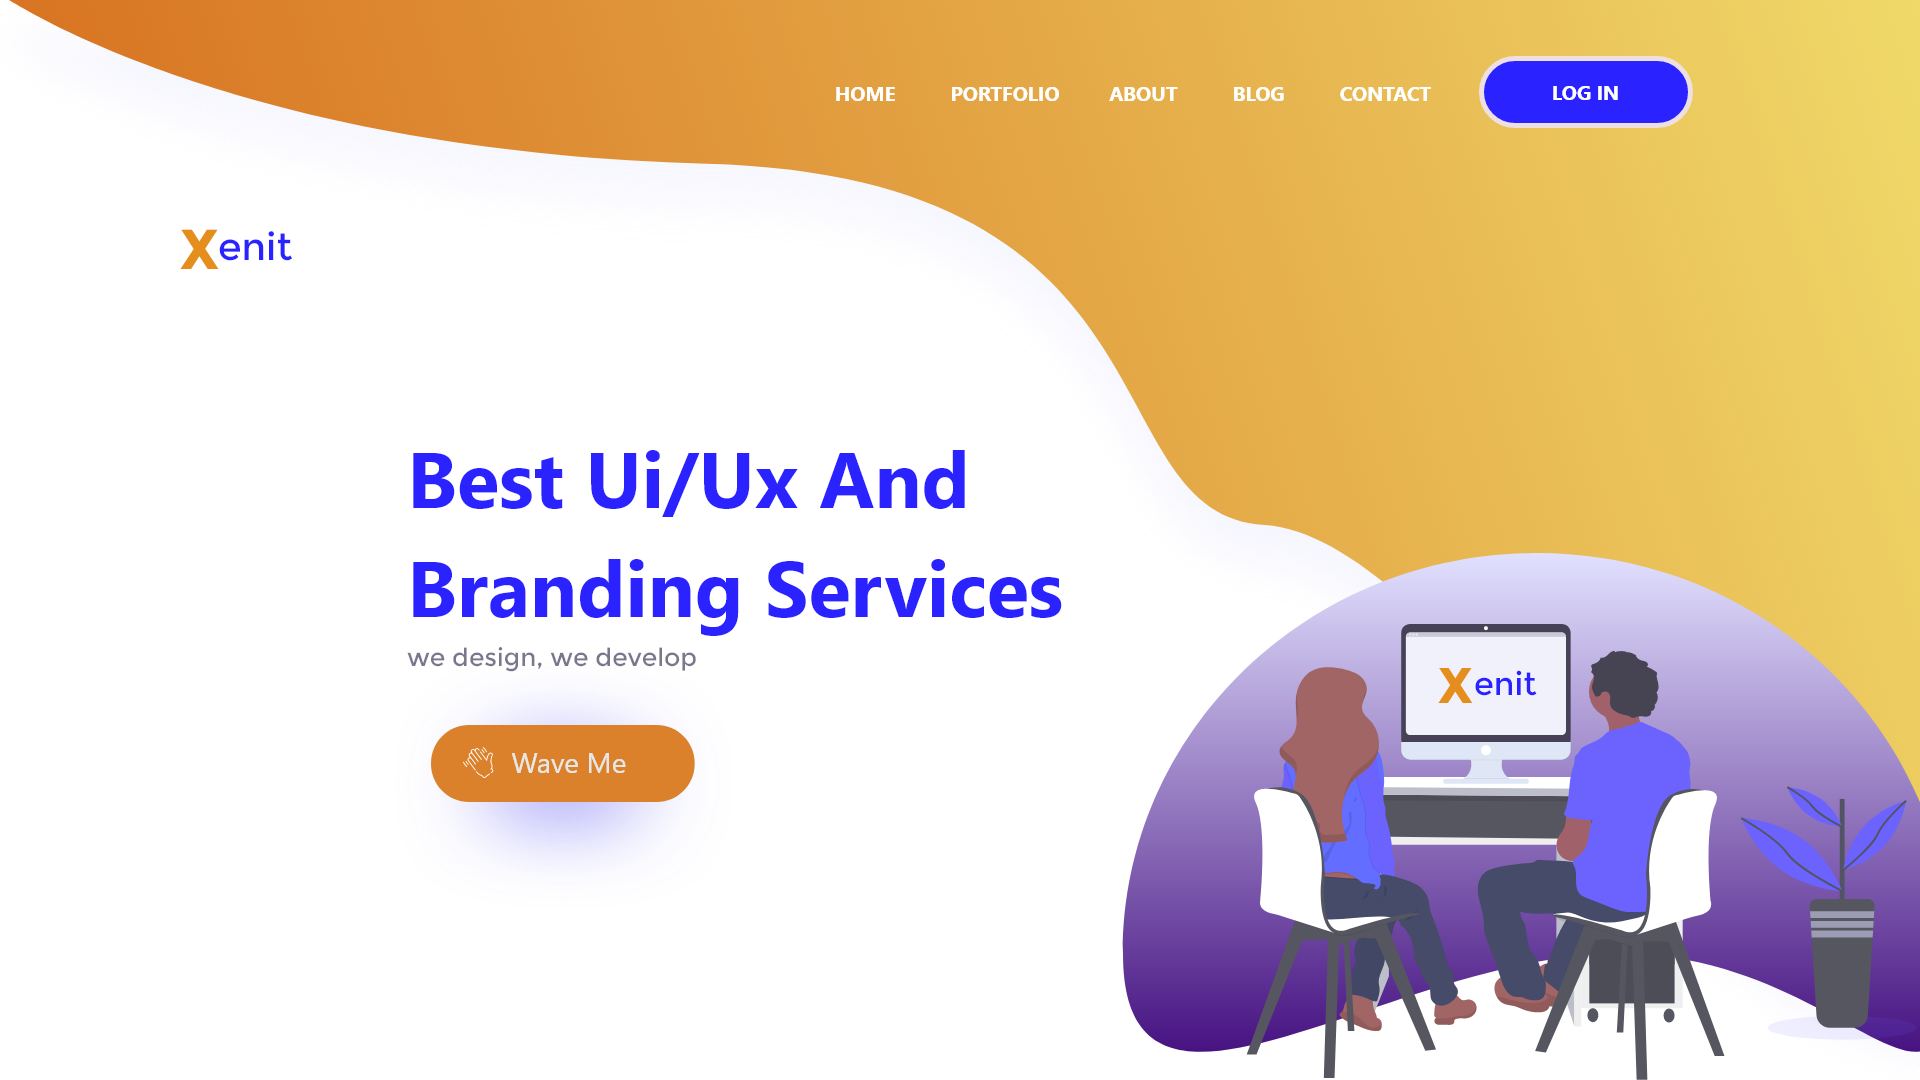 HOME PORTFOLIO ABOUT BLOG CONTACT LOG IN
Xenit
Best Ui/Ux And
Branding Services
we design, we develop
Wave Me
Xenit